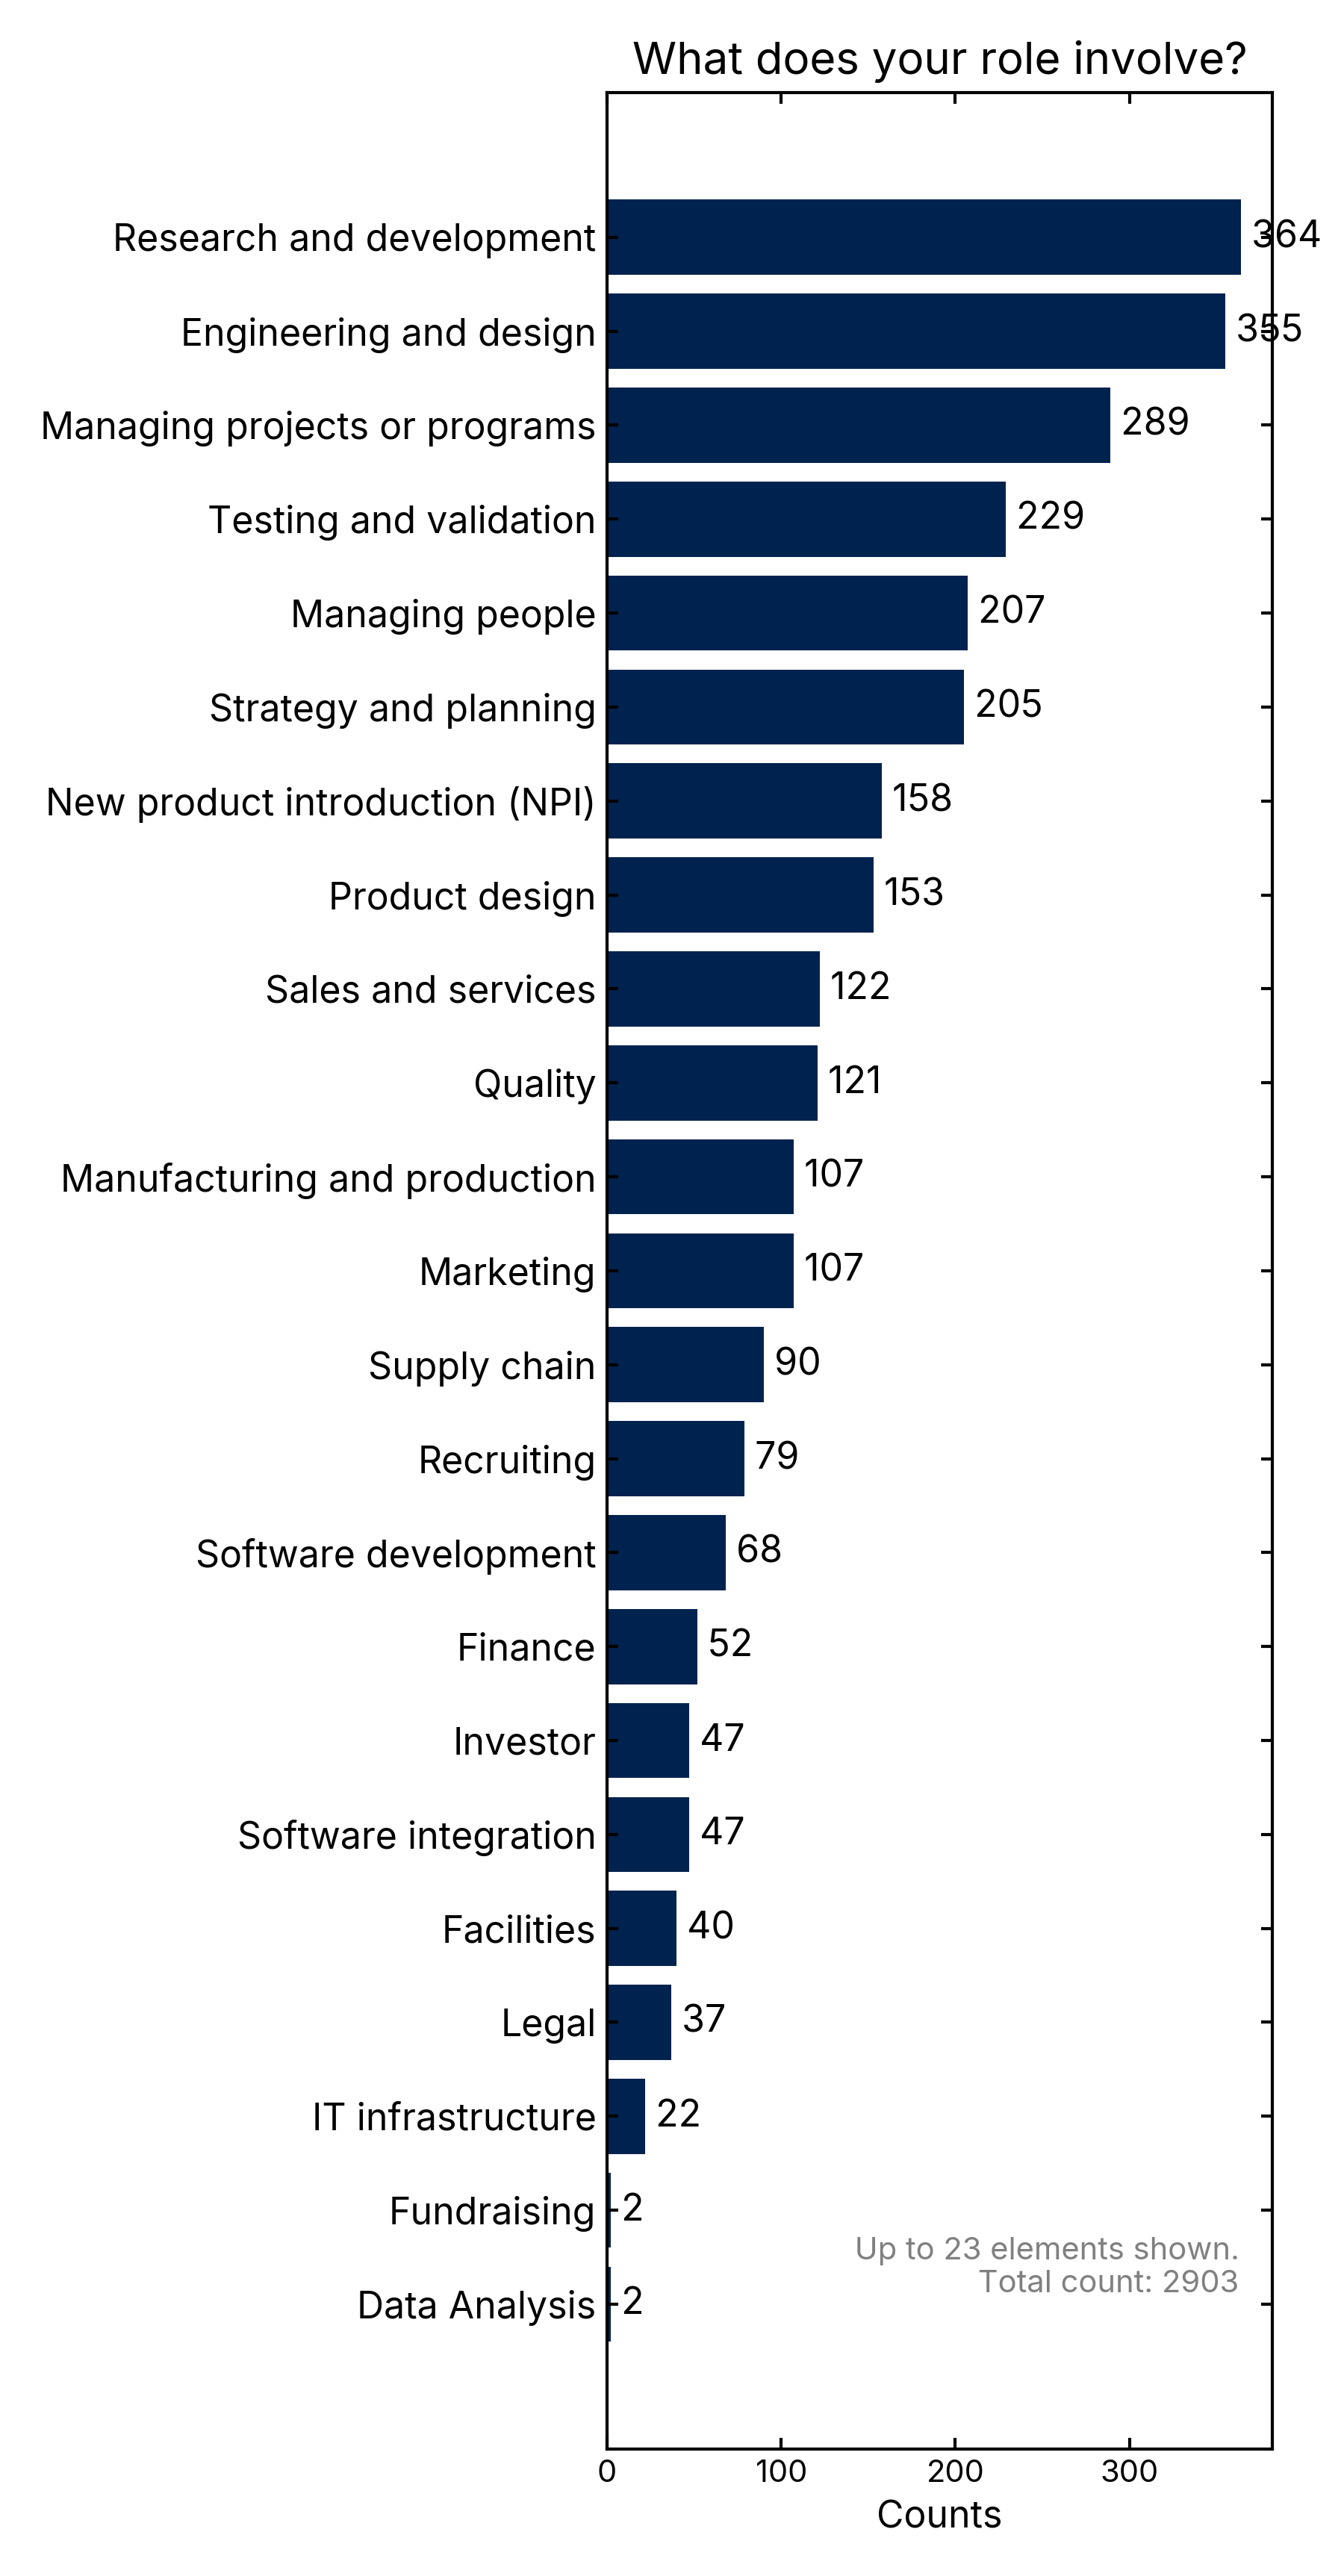 What does your role involve?
Research and development 364
Engineering and design 355
Managing projects or programs 289
Testing and validation 229
Managing people 207
Strategy and planning 205
New product introduction (NPI) 158
Product design 153
Sales and services 122
Quality 121
Manufacturing and production 107
Marketing 107
Supply chain 90
Recruiting 79
Software development 68
Finance 52
Investor 47
Software integration 47
Facilities 40
Legal 37
IT infrastructure 22
Fundraising 2
Up to 23 elements shown.
Total count: 2903
Data Analysis 2
0 100 200 300
Counts